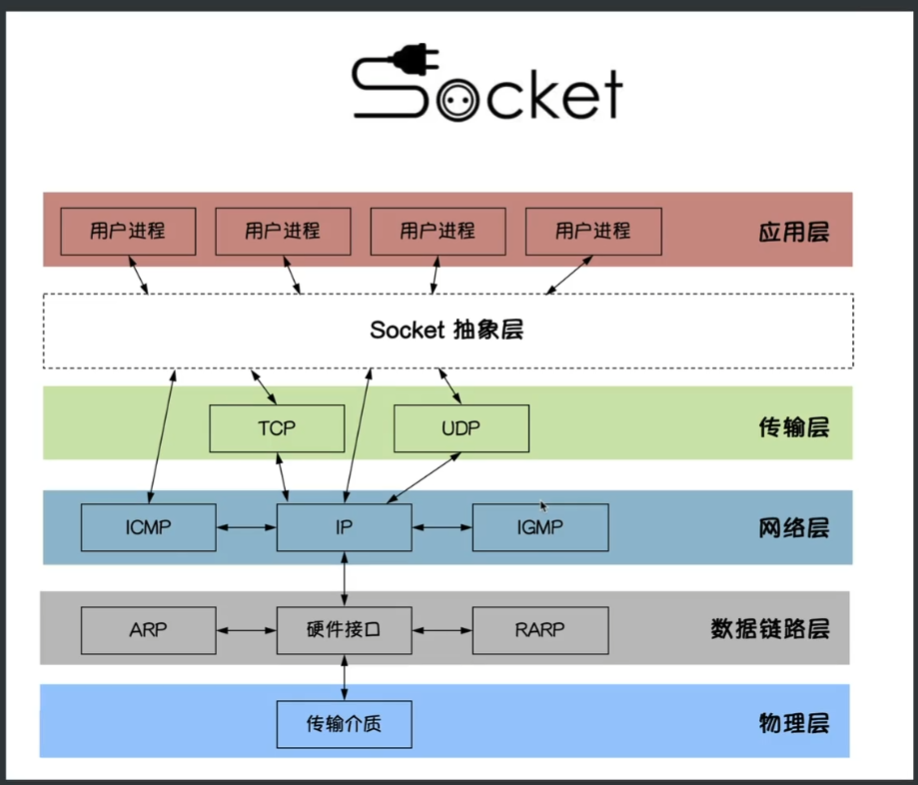 Socket
用户进程 用户进程 用户进程 用户进程 应用层
Socket 抽象层
TCP UDP 传输层
ICMP IP IGMP 网络层
ARP 硬件接口 RARP 数据链路层
传输介质 物理层